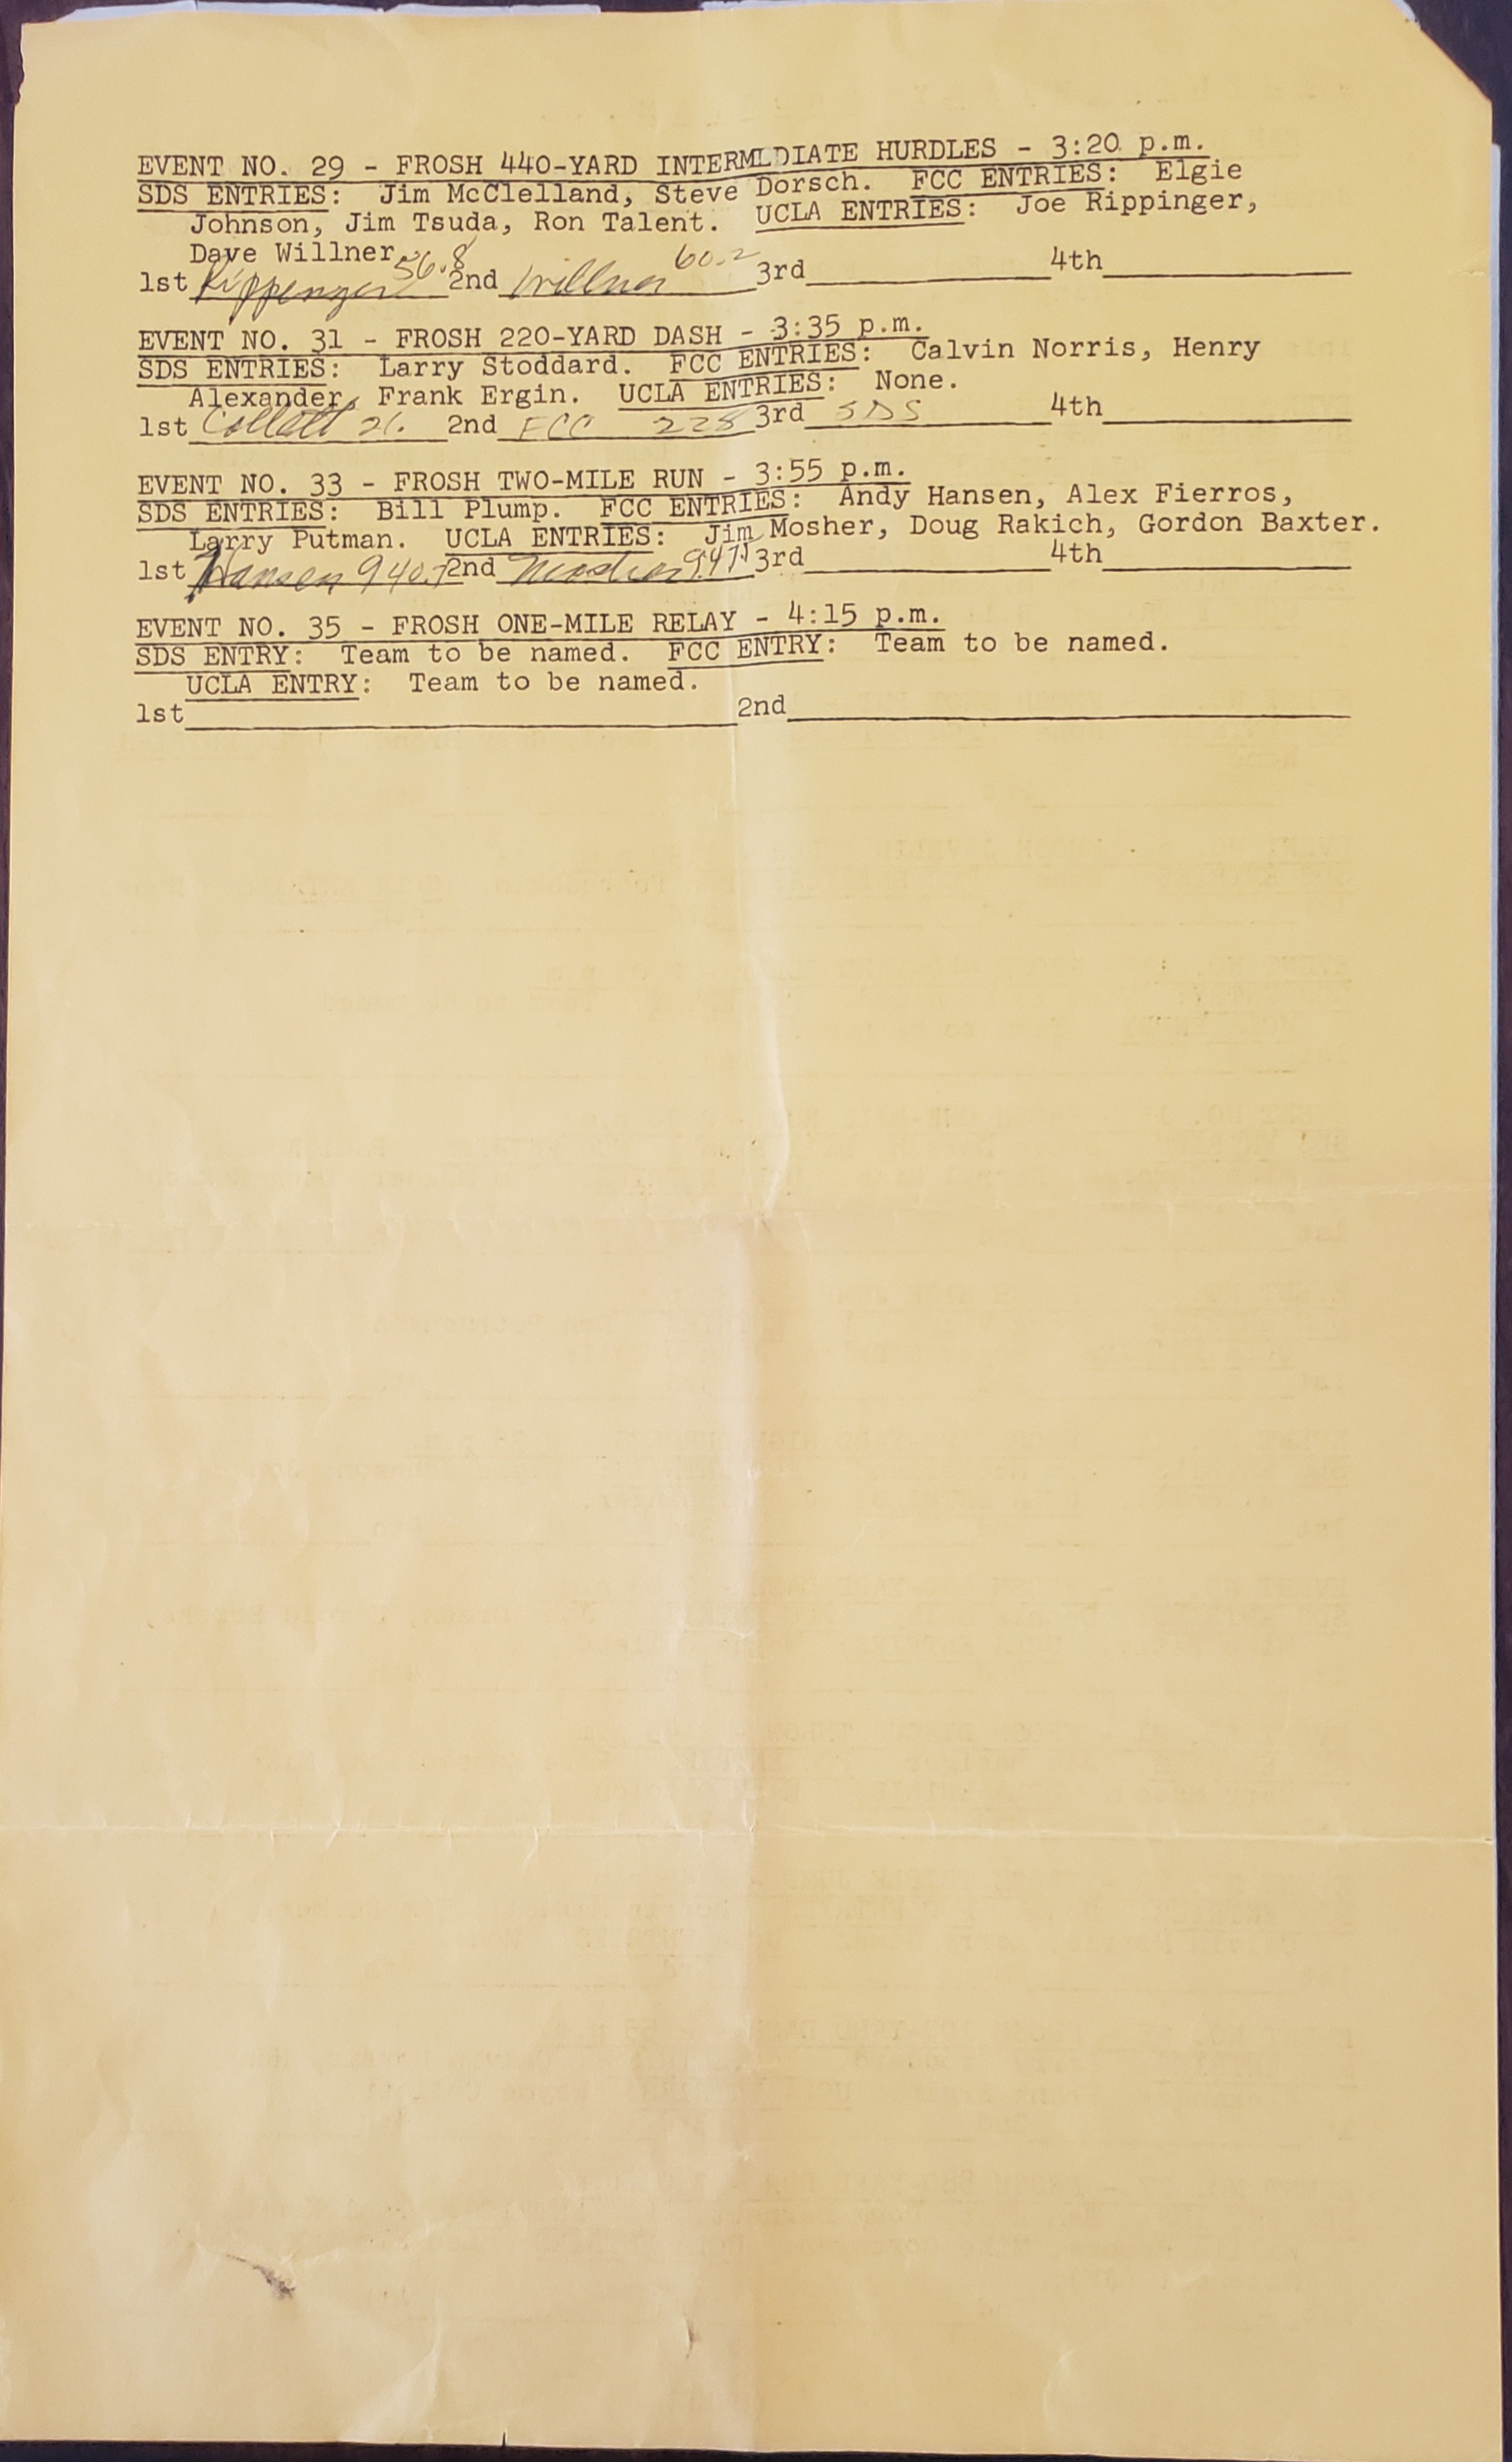 EVENT NO. 29 - FROSH 440-YARD INTERMEDIATE HURDLES - 3:20 p.m.
SDS ENTRIES: Jim McClelland, Steve Dorsch. FCC ENTRIES: Elgie
Johnson, Jim Tsuda, Ron Talent. UCLA ENTRIES: Joe Rippinger,
Dave Willner
1st Rippenger 56.8 2nd Willner 60.2 3rd 4th
EVENT NO. 31 - FROSH 220-YARD DASH - 3:35 p.m.
SDS ENTRIES: Larry Stoddard. FCC ENTRIES: Calvin Norris, Henry
Alexander, Frank Ergin. UCLA ENTRIES: None.
1st Collett 21. 2nd FCC 225 3rd SDS 4th
EVENT NO. 33 - FROSH TWO-MILE RUN - 3:55 p.m.
SDS ENTRIES: Bill Plump. FCC ENTRIES: Andy Hansen, Alex Fierros,
Larry Putman. UCLA ENTRIES: Jim Mosher, Doug Rakich, Gordon Baxter.
1st Hansen 940.7 2nd Mosher 3rd 4th
EVENT NO. 35 - FROSH ONE-MILE RELAY - 4:15 p.m.
SDS ENTRY: Team to be named. FCC ENTRY: Team to be named.
UCLA ENTRY: Team to be named.
1st 2nd